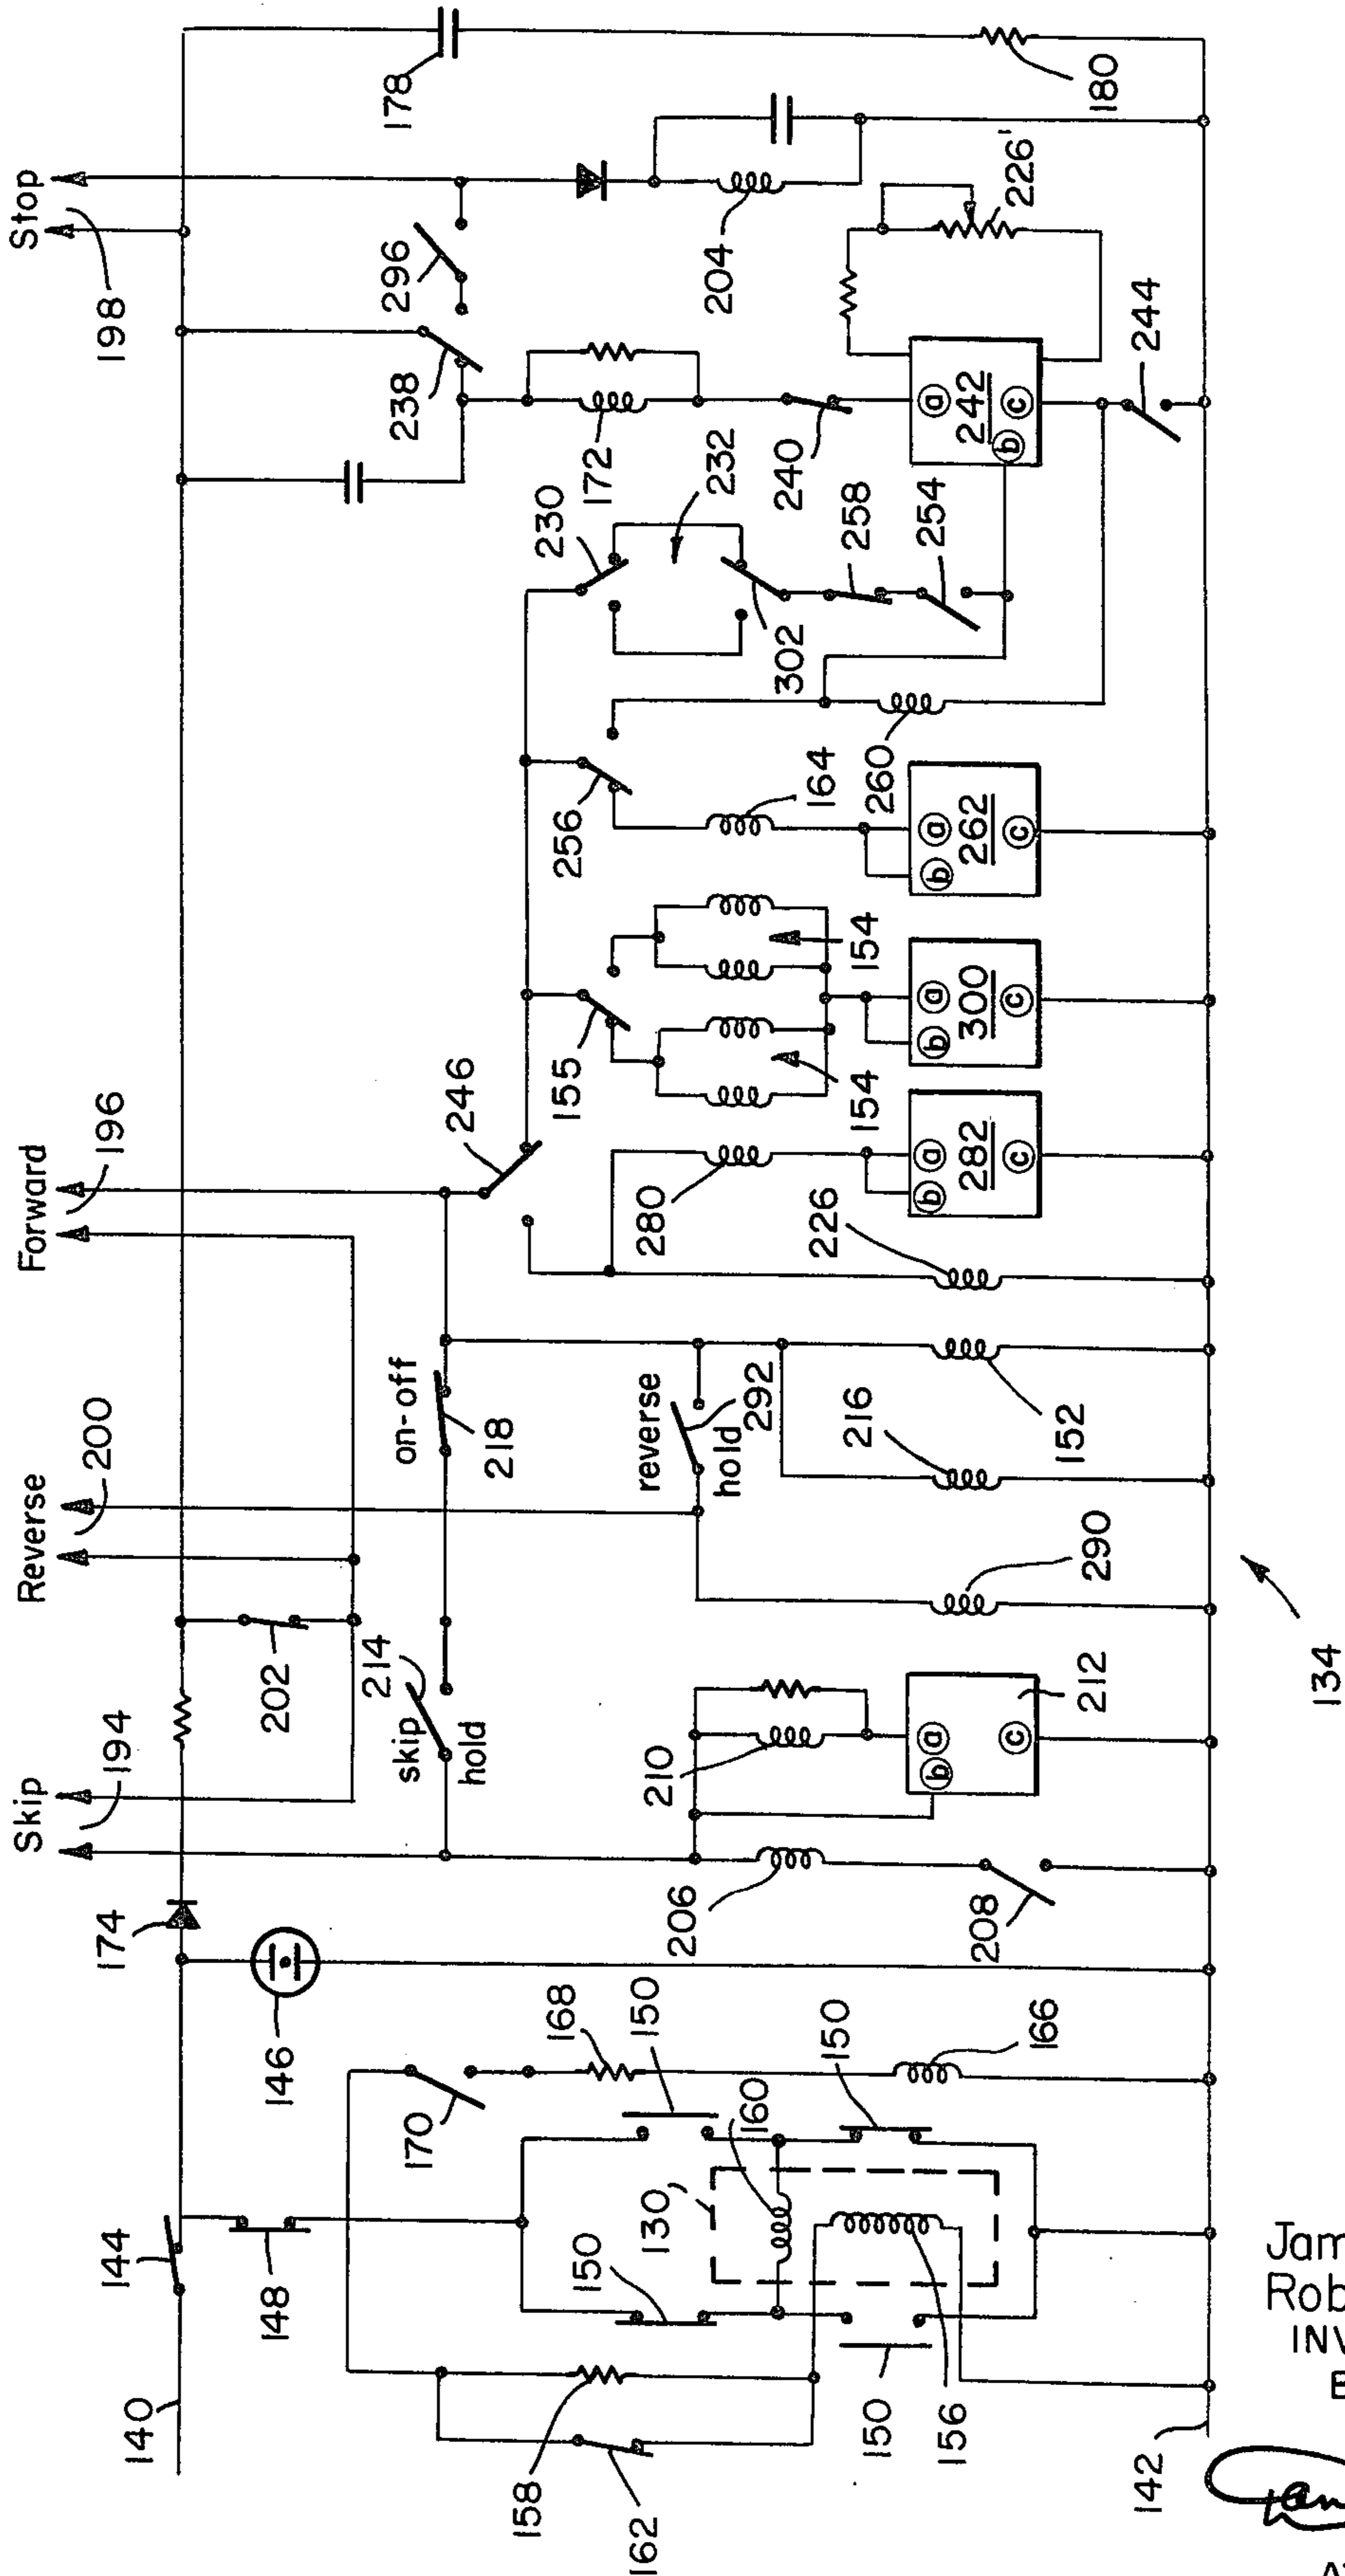 Skip
194
Reverse
200
Forward
196
Stop
198
140
144
148
174
146
202
178
170
168
150
150
150
150
130
160
166
158
162
156
142
skip
hold
214
on-off
218
246
238
296
206
208
210
212
a
b
c
290
reverse
hold
292
216
152
226
280
282
a
b
c
155
154
154
300
a
b
c
256
164
262
a
b
c
260
230
232
302
258
254
172
240
242
a
b
c
244
204
226'
180
134
Jam
Rob
INV